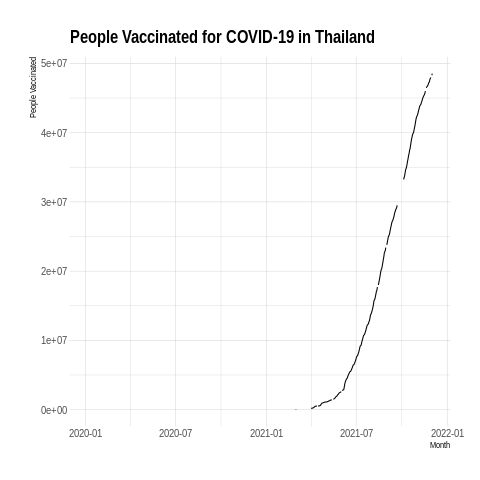 People Vaccinated for COVID-19 in Thailand
People Vaccinated
5e+07
4e+07
3e+07
2e+07
1e+07
0e+00
2020-01 2020-07 2021-01 2021-07 2022-01
Month